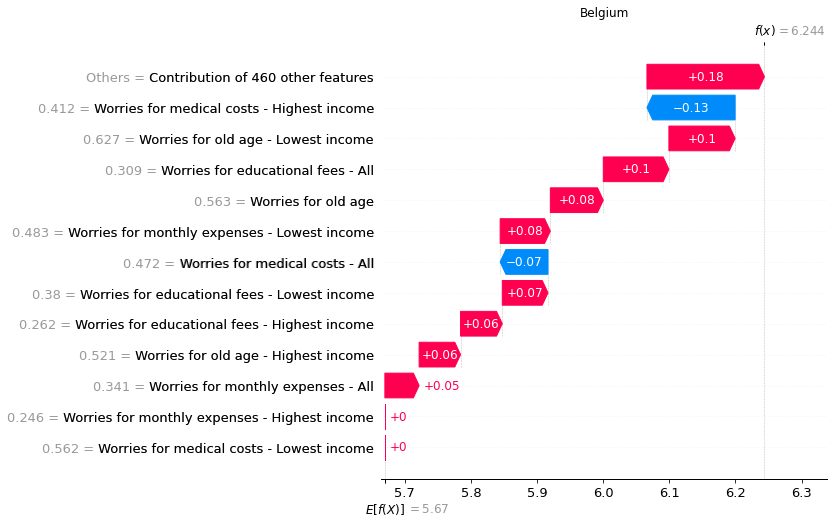 Belgium
f(x) = 6.244
Others = Contribution of 460 other features
+0.18
0.412 = Worries for medical costs - Highest income
−0.13
0.627 = Worries for old age - Lowest income
+0.1
0.309 = Worries for educational fees - All
+0.1
0.563 = Worries for old age
+0.08
0.483 = Worries for monthly expenses - Lowest income
+0.08
0.472 = Worries for medical costs - All
−0.07
0.38 = Worries for educational fees - Lowest income
+0.07
0.262 = Worries for educational fees - Highest income
+0.06
0.521 = Worries for old age - Highest income
+0.06
0.341 = Worries for monthly expenses - All
+0.05
0.246 = Worries for monthly expenses - Highest income
+0
0.562 = Worries for medical costs - Lowest income
+0
5.7 5.8 5.9 6.0 6.1 6.2 6.3
E[f(X)] = 5.67